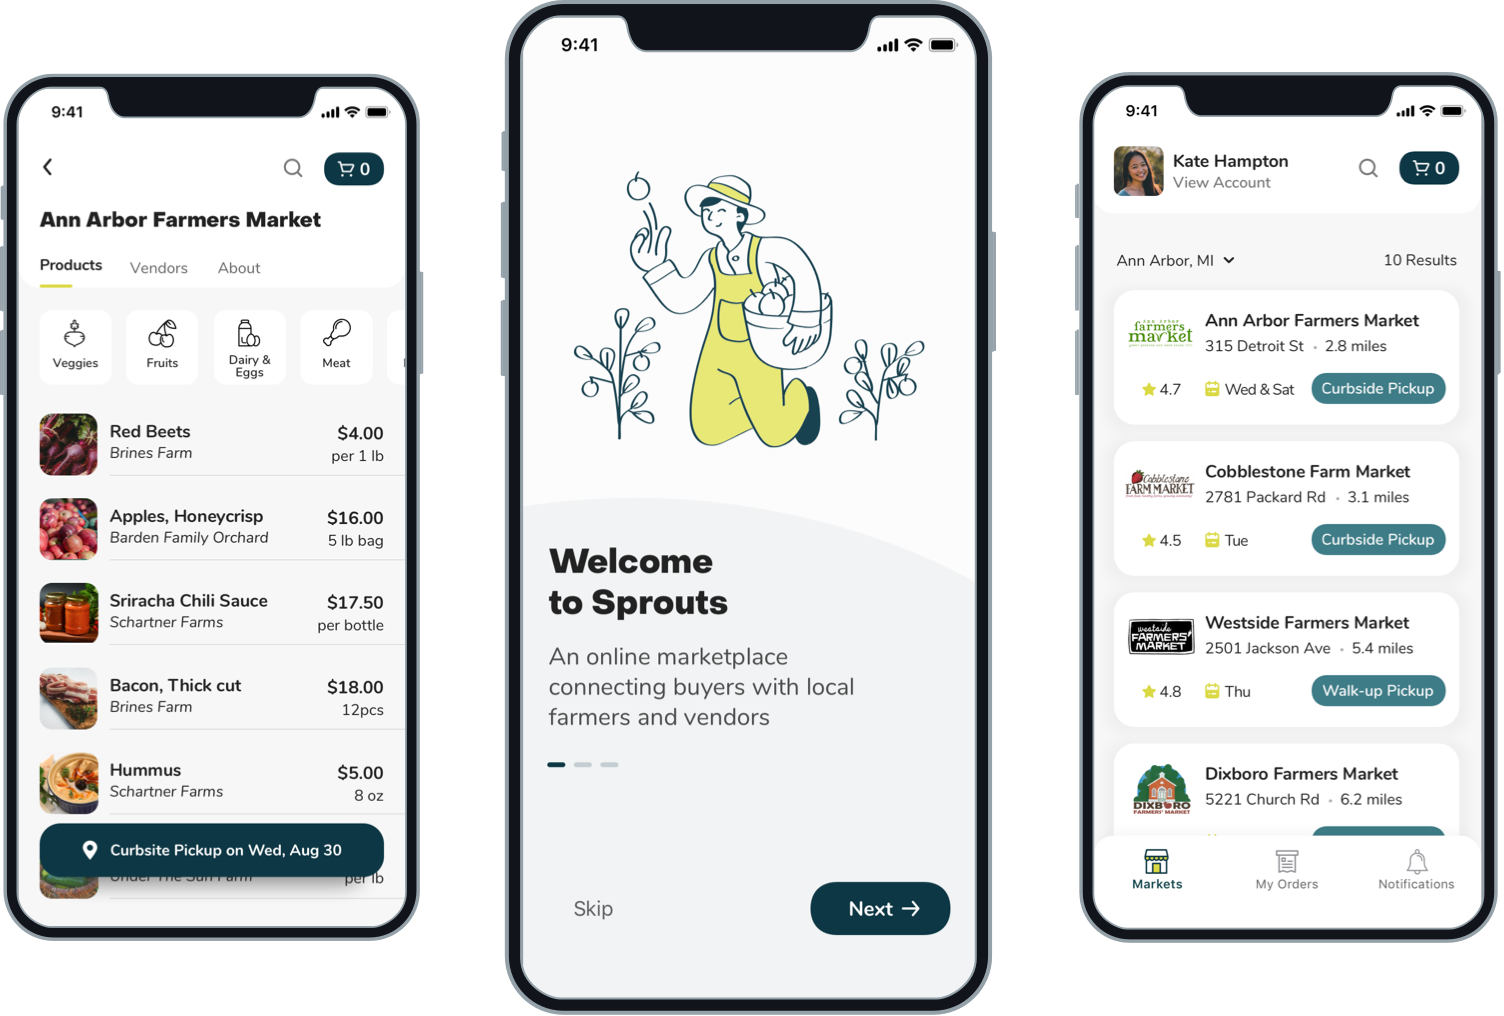 9:41
0
Ann Arbor Farmers Market
Products
Vendors
About
Veggies
Fruits
Dairy &
Eggs
Meat
Red Beets
$4.00
Brines Farm
per 1 lb
Apples, Honeycrisp
$16.00
Barden Family Orchard
5 lb bag
Sriracha Chili Sauce
$17.50
Schartner Farms
per bottle
Bacon, Thick cut
$18.00
Brines Farm
12pcs
Hummus
$5.00
Schartner Farms
8 oz
Curbsite Pickup on Wed, Aug 30
Under The Sun Farm
per lb
9:41
Welcome
to Sprouts
An online marketplace
connecting buyers with local
farmers and vendors
Skip
Next
9:41
Kate Hampton
View Account
0
Ann Arbor, MI
10 Results
ann arbor
farmers
market
Ann Arbor Farmers Market
315 Detroit St • 2.8 miles
4.7
Wed & Sat
Curbside Pickup
Cobblestone
FARM MARKET
Cobblestone Farm Market
2781 Packard Rd • 3.1 miles
4.5
Tue
Curbside Pickup
westside
FARMERS'
MARKET
Westside Farmers Market
2501 Jackson Ave • 5.4 miles
4.8
Thu
Walk-up Pickup
DIXBORO
FARMERS' MARKET
Dixboro Farmers Market
5221 Church Rd • 6.2 miles
Markets
My Orders
Notifications